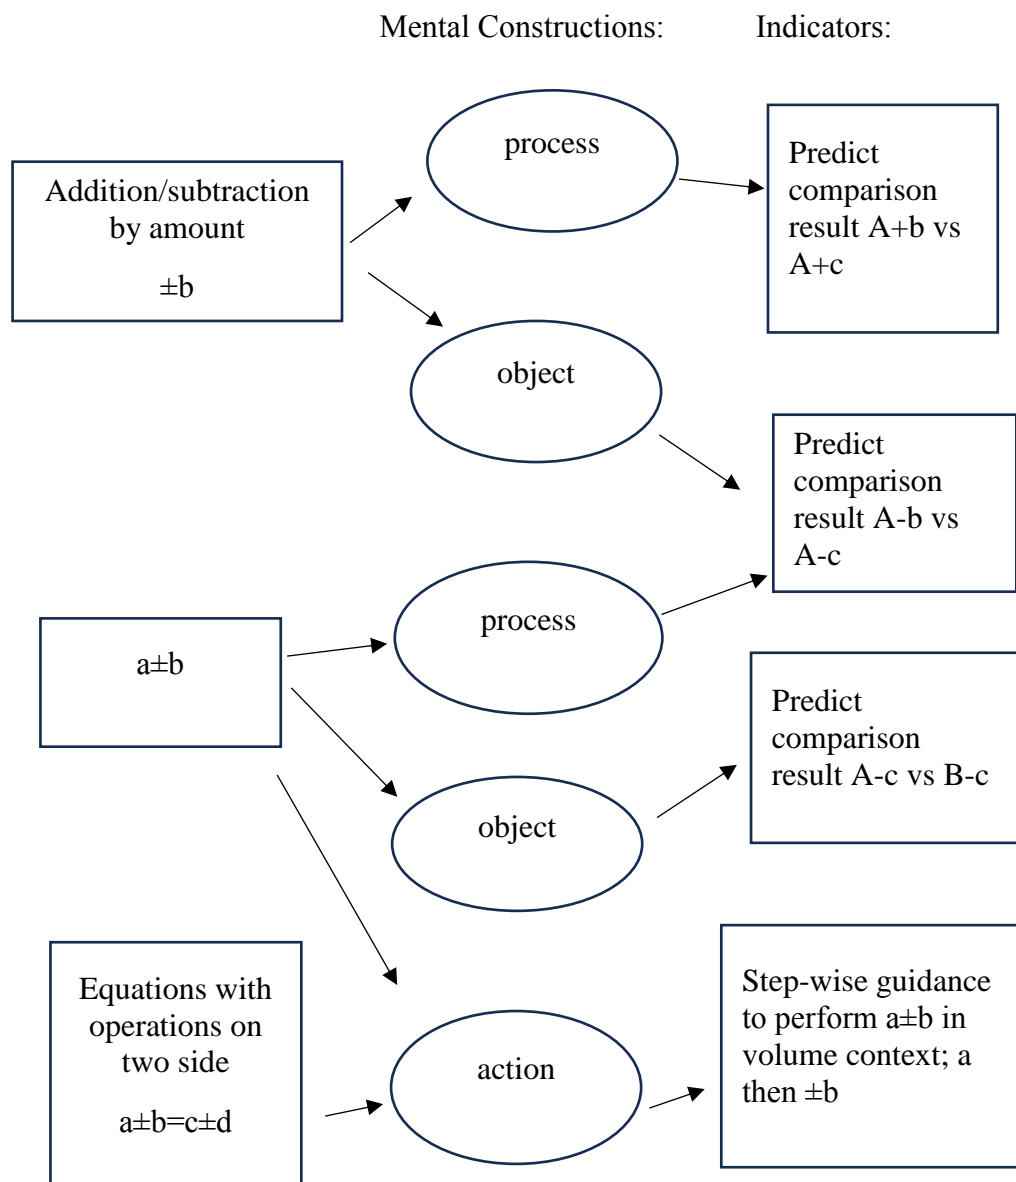 Mental Constructions:
Indicators:
process
Predict
comparison
result A+b vs
A+c
Addition/subtraction
by amount
±b
object
Predict
comparison
result A-b vs
A-c
process
a±b
Predict
comparison
result A-c vs B-c
object
Equations with
operations on
two side
a±b=c±d
action
Step-wise guidance
to perform a±b in
volume context; a
then ±b